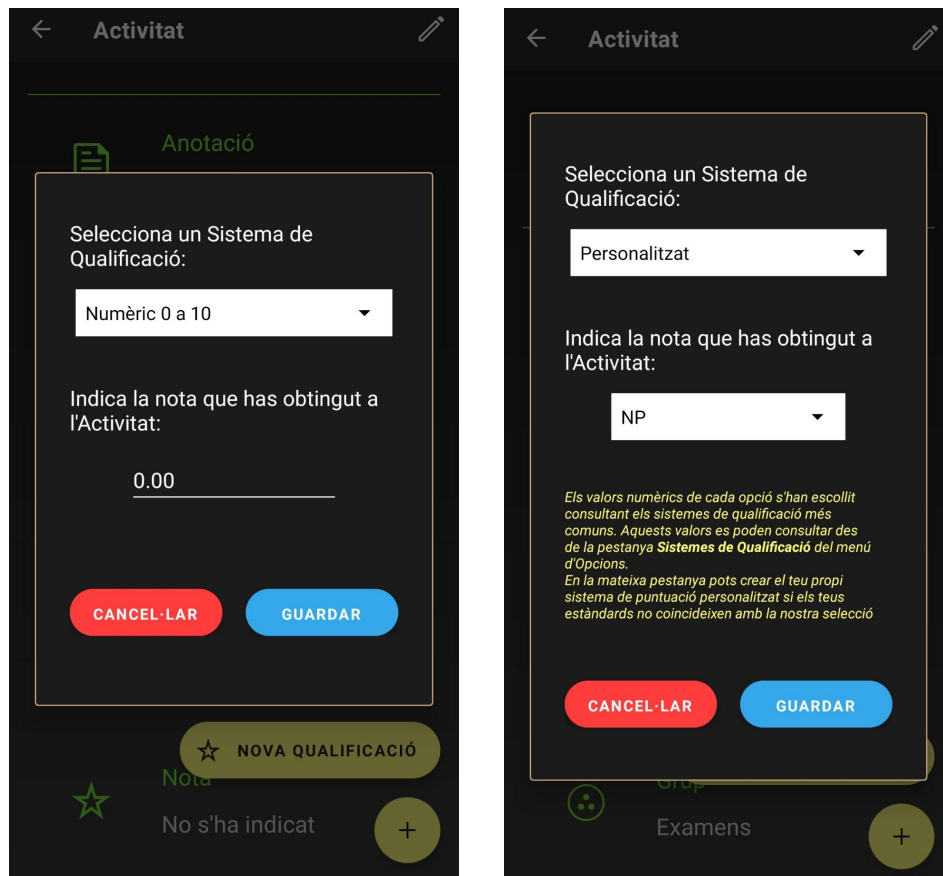 Activitat
Anotació
Selecciona un Sistema de
Qualificació:
Numèric 0 a 10
Indica la nota que has obtingut a
l'Activitat:
0.00
CANCEL·LAR
GUARDAR
NOVA QUALIFICACIÓ
Nota
No s'ha indicat
Activitat
Selecciona un Sistema de
Qualificació:
Personalitzat
Indica la nota que has obtingut a
l'Activitat:
NP
Els valors numèrics de cada opció s'han escollit
consultant els sistemes de qualificació més
comuns. Aquests valors es poden consultar des
de la pestanya Sistemes de Qualificació del menú
d'Opcions.
En la mateixa pestanya pots crear el teu propi
sistema de puntuació personalitzat si els teus
estàndards no coincideixen amb la nostra selecció
CANCEL·LAR
GUARDAR
Grup
Examens